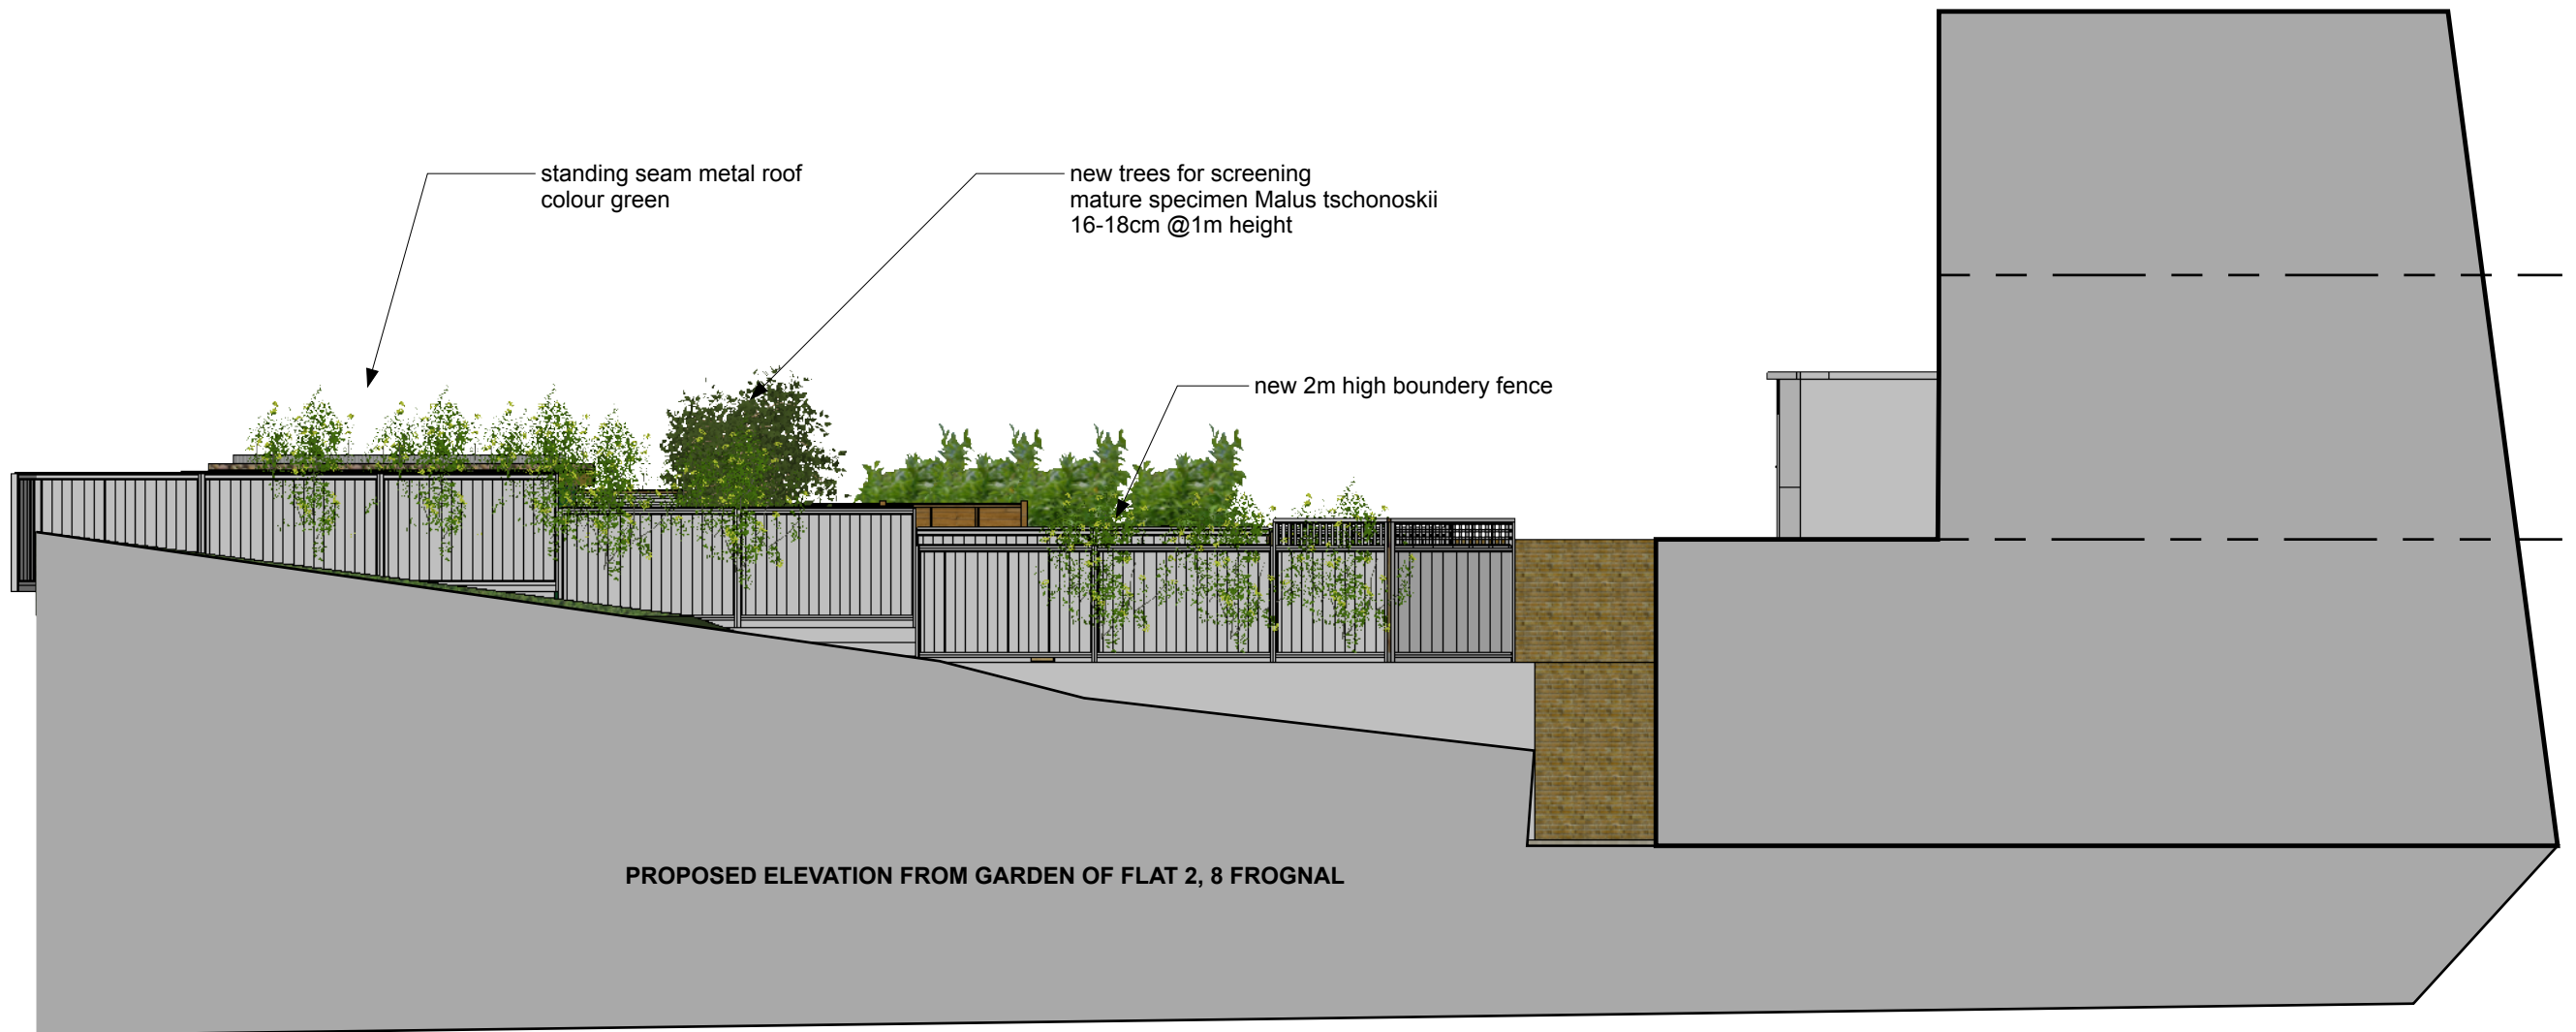 standing seam metal roof
colour green
new trees for screening
mature specimen Malus tschonoskii
16-18cm @1m height
new 2m high boundery fence
PROPOSED ELEVATION FROM GARDEN OF FLAT 2, 8 FROGNAL